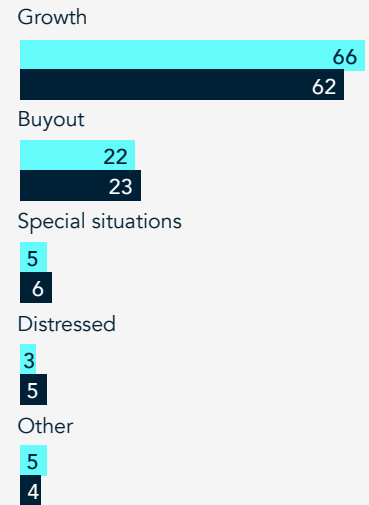 Growth
66
62
Buyout
22
23
Special situations
5
6
Distressed
3
5
Other
5
4